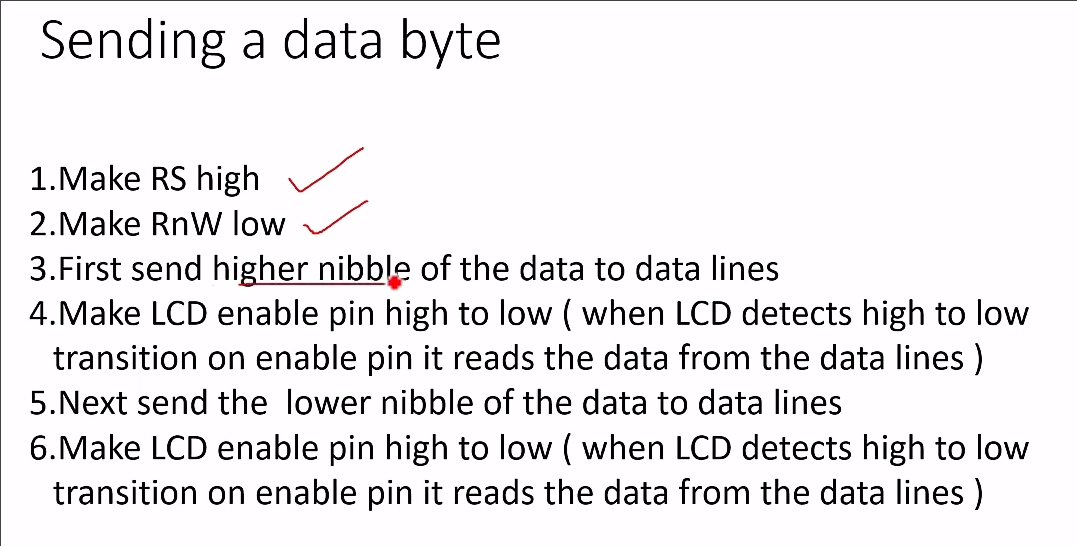 Sending a data byte
1.Make RS high
2.Make RnW low
3.First send higher nibble of the data to data lines
4.Make LCD enable pin high to low ( when LCD detects high to low
transition on enable pin it reads the data from the data lines )
5.Next send the  lower nibble of the data to data lines
6.Make LCD enable pin high to low ( when LCD detects high to low
transition on enable pin it reads the data from the data lines )